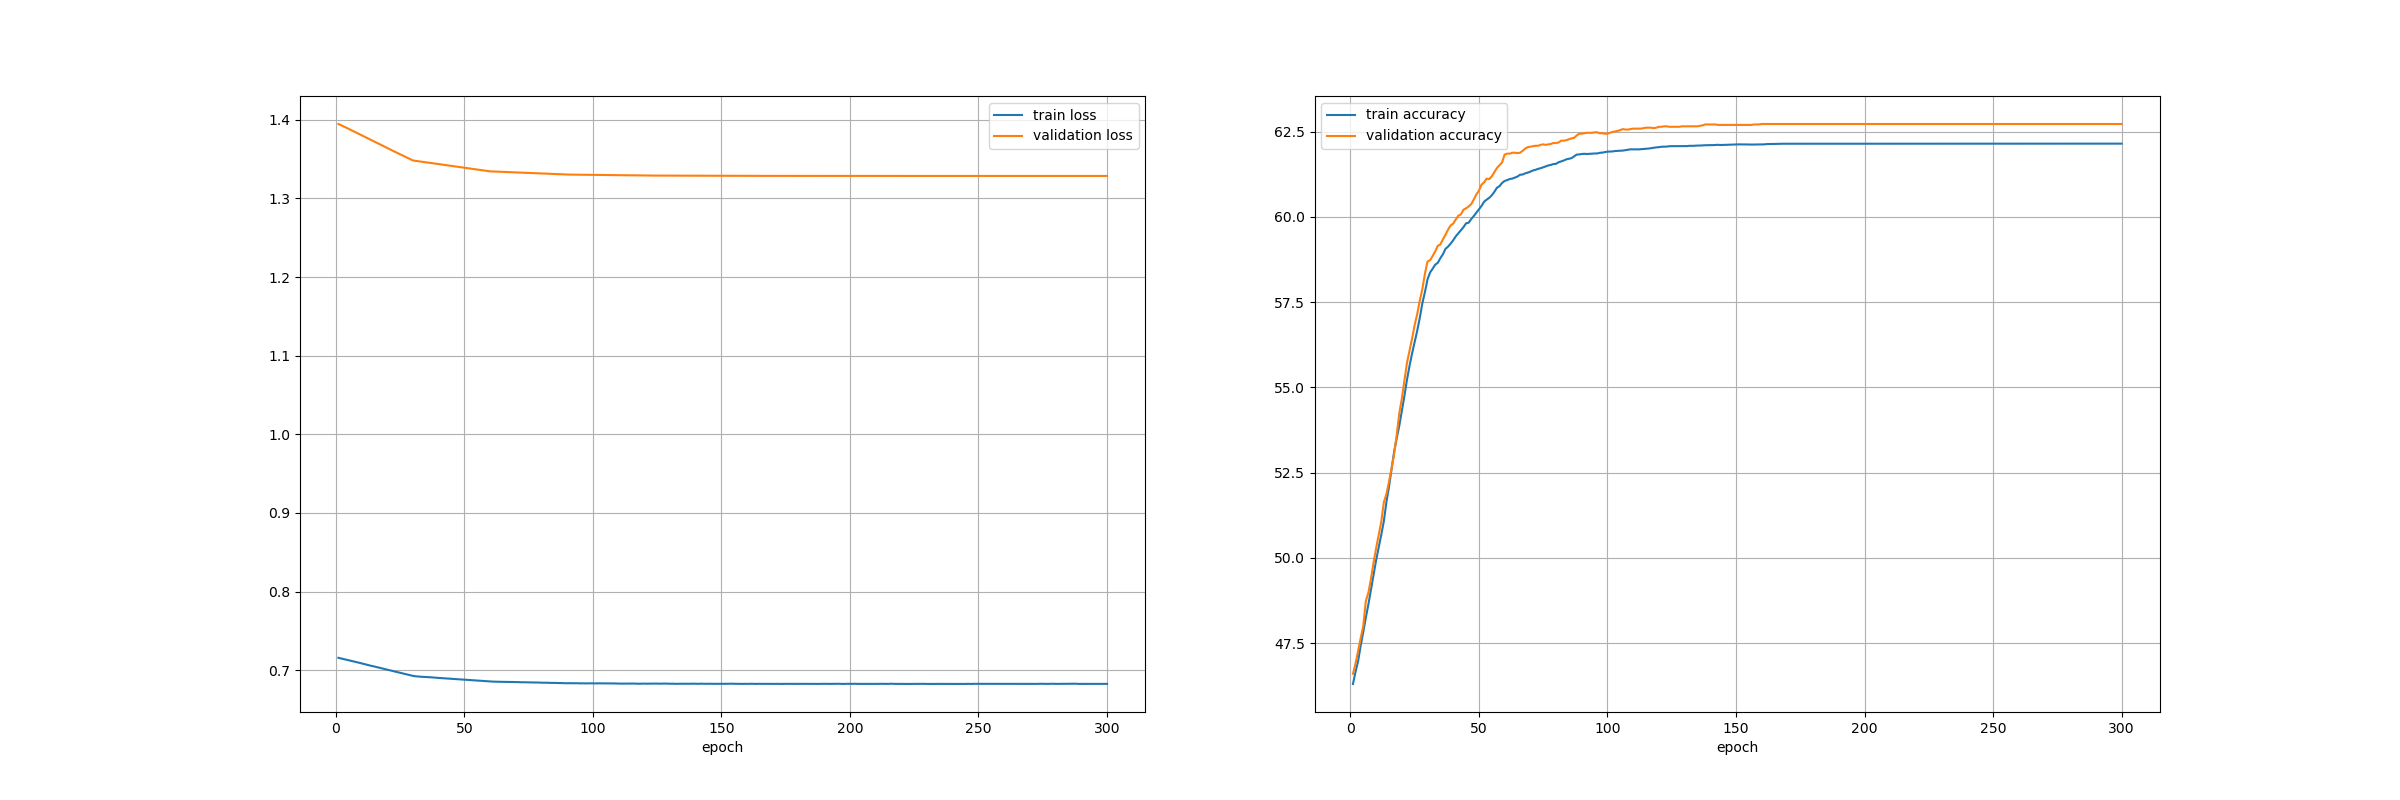 1.4
1.3
1.2
1.1
1.0
0.9
0.8
0.7
0 50 100 150 200 250 300
epoch
train loss
validation loss
62.5
60.0
57.5
55.0
52.5
50.0
47.5
0 50 100 150 200 250 300
epoch
train accuracy
validation accuracy